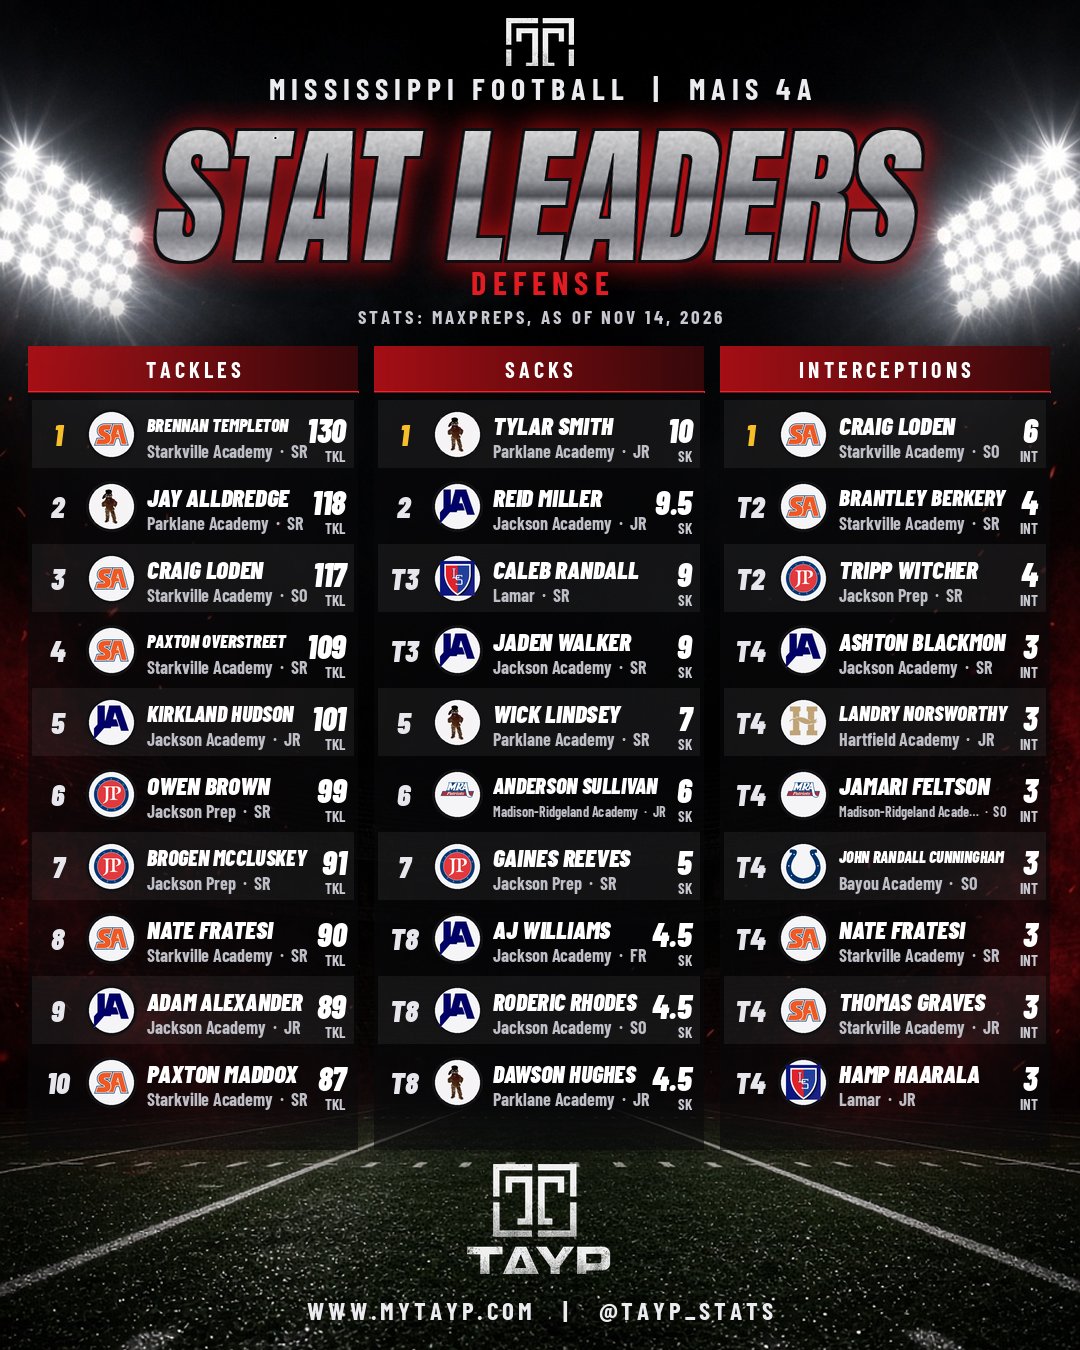 MISSISSIPPI FOOTBALL | MAIS 4A
STAT LEADERS
DEFENSE
STATS: MAXPREPS, AS OF NOV 14, 2026
TACKLES
1 SA BRENNAN TEMPLETON 130
Starkville Academy · SR TKL
2 JAY ALLDREDGE 118
Parklane Academy · SR TKL
3 SA CRAIG LODEN 117
Starkville Academy · SO TKL
4 SA PAXTON OVERSTREET 109
Starkville Academy · SR TKL
5 JA KIRKLAND HUDSON 101
Jackson Academy · JR TKL
6 JP OWEN BROWN 99
Jackson Prep · SR TKL
7 JP BROGEN MCCLUSKEY 91
Jackson Prep · SR TKL
8 SA NATE FRATESI 90
Starkville Academy · SR TKL
9 JA ADAM ALEXANDER 89
Jackson Academy · JR TKL
10 SA PAXTON MADDOX 87
Starkville Academy · SR TKL
SACKS
1 TYLAR SMITH 10
Parklane Academy · JR SK
2 JA REID MILLER 9.5
Jackson Academy · JR SK
T3 LS CALEB RANDALL 9
Lamar · SR SK
T3 JA JADEN WALKER 9
Jackson Academy · SR SK
5 WICK LINDSEY 7
Parklane Academy · SR SK
6 MRA Patriots ANDERSON SULLIVAN 6
Madison-Ridgeland Academy · JR SK
7 JP GAINES REEVES 5
Jackson Prep · SR SK
T8 JA AJ WILLIAMS 4.5
Jackson Academy · FR SK
T8 JA RODERIC RHODES 4.5
Jackson Academy · SO SK
T8 DAWSON HUGHES 4.5
Parklane Academy · JR SK
INTERCEPTIONS
1 SA CRAIG LODEN 6
Starkville Academy · SO INT
T2 SA BRANTLEY BERKERY 4
Starkville Academy · SR INT
T2 JP TRIPP WITCHER 4
Jackson Prep · SR INT
T4 JA ASHTON BLACKMON 3
Jackson Academy · SR INT
T4 H LANDRY NORSWORTHY 3
Hartfield Academy · JR INT
T4 MRA Patriots JAMARI FELTSON 3
Madison-Ridgeland Acade... · SO INT
T4 JOHN RANDALL CUNNINGHAM 3
Bayou Academy · SO INT
T4 SA NATE FRATESI 3
Starkville Academy · SR INT
T4 SA THOMAS GRAVES 3
Starkville Academy · JR INT
T4 LS HAMP HAARALA 3
Lamar · JR INT
TAYP
WWW.MYTAYP.COM | @TAYP_STATS